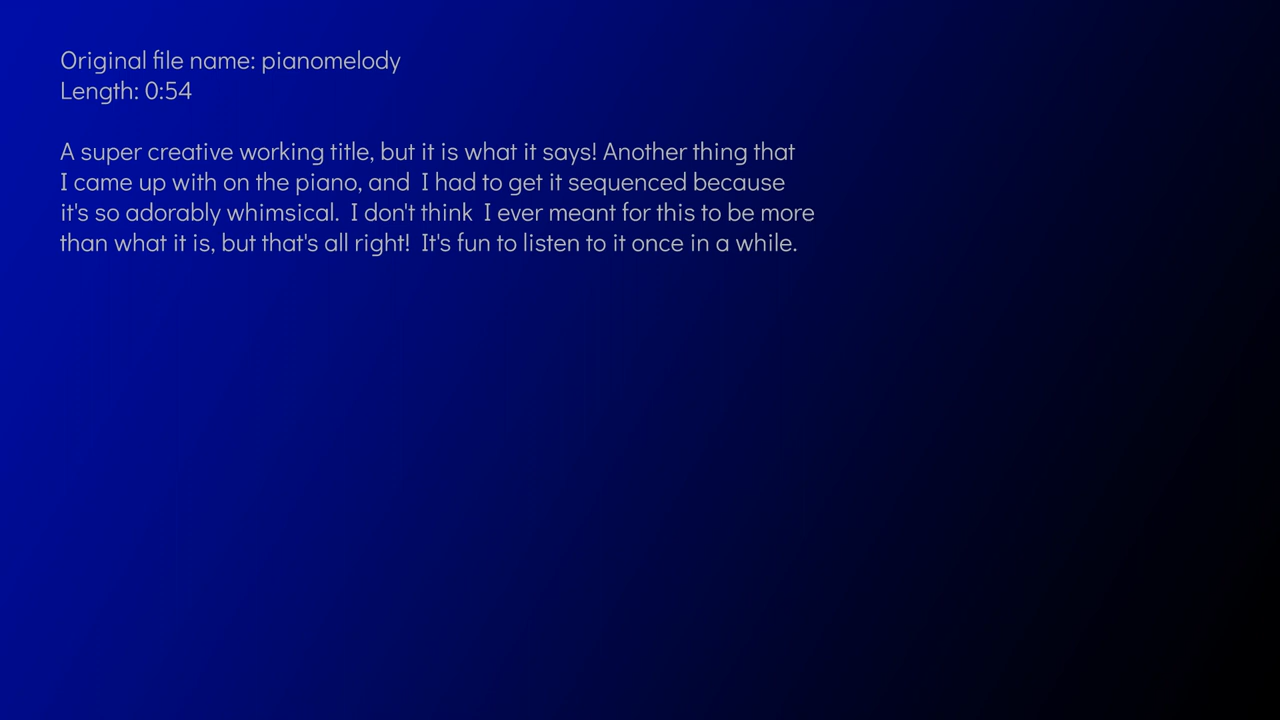 Original file name: pianomelody
Length: 0:54
A super creative working title, but it is what it says! Another thing that
I came up with on the piano, and  I had to get it sequenced because
it's so adorably whimsical.  I don't think  I ever meant for this to be more
than what it is, but that's all right!  It's fun to listen to it once in a while.